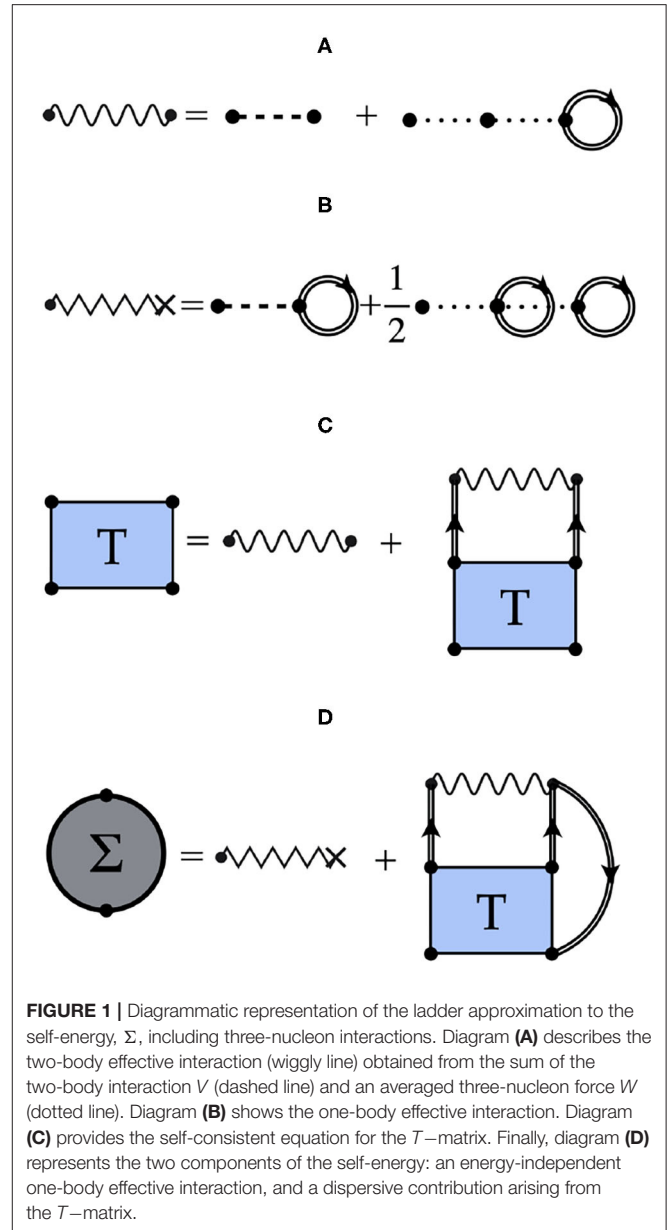 A
= +
B
= + 1/2
C
T = + T
D
Σ = + T
FIGURE 1 | Diagrammatic representation of the ladder approximation to the
self-energy, Σ, including three-nucleon interactions. Diagram (A) describes the
two-body effective interaction (wiggly line) obtained from the sum of the
two-body interaction V (dashed line) and an averaged three-nucleon force W
(dotted line). Diagram (B) shows the one-body effective interaction. Diagram
(C) provides the self-consistent equation for the T−matrix. Finally, diagram (D)
represents the two components of the self-energy: an energy-independent
one-body effective interaction, and a dispersive contribution arising from
the T−matrix.